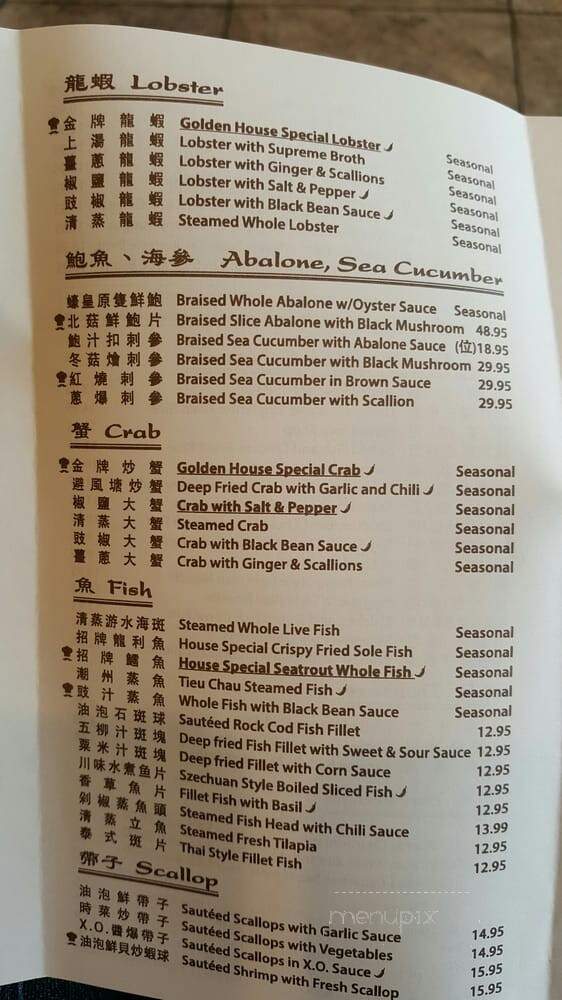 龍蝦 Lobster
金牌龍蝦 Golden House Special Lobster Seasonal
上湯龍蝦 Lobster with Supreme Broth Seasonal
薑蔥龍蝦 Lobster with Ginger & Scallions Seasonal
椒鹽龍蝦 Lobster with Salt & Pepper Seasonal
豉椒龍蝦 Lobster with Black Bean Sauce Seasonal
清蒸龍蝦 Steamed Whole Lobster
鮑魚、海參 Abalone, Sea Cucumber
蠔皇原隻鮮鮑 Braised Whole Abalone w/Oyster Sauce Seasonal
北菇鮮鮑片 Braised Slice Abalone with Black Mushroom 48.95
鮑汁扣刺參 Braised Sea Cucumber with Abalone Sauce (位)18.95
冬菇燴刺參 Braised Sea Cucumber with Black Mushroom 29.95
紅燒刺參 Braised Sea Cucumber in Brown Sauce 29.95
蔥爆刺參 Braised Sea Cucumber with Scallion 29.95
蟹 Crab
金牌炒蟹 Golden House Special Crab Seasonal
避風塘炒蟹 Deep Fried Crab with Garlic and Chili Seasonal
椒鹽大蟹 Crab with Salt & Pepper Seasonal
清蒸大蟹 Steamed Crab Seasonal
豉椒大蟹 Crab with Black Bean Sauce Seasonal
薑蔥大蟹 Crab with Ginger & Scallions Seasonal
魚 Fish
清蒸游水海斑 Steamed Whole Live Fish Seasonal
招牌龍利魚 House Special Crispy Fried Sole Fish Seasonal
招牌鱈魚 House Special Seatrout Whole Fish Seasonal
潮州蒸魚 Tieu Chau Steamed Fish Seasonal
豉汁蒸魚 Whole Fish with Black Bean Sauce Seasonal
油泡石斑球 Sautéed Rock Cod Fish Fillet 12.95
五柳汁斑塊 Deep fried Fish Fillet with Sweet & Sour Sauce 12.95
粟米汁斑塊 Deep fried Fillet with Corn Sauce 12.95
川味水煮魚片 Szechuan Style Boiled Sliced Fish 12.95
香草魚片 Fillet Fish with Basil 12.95
剁椒蒸魚頭 Steamed Fish Head with Chili Sauce 13.99
清蒸立魚 Steamed Fresh Tilapia 12.95
泰式斑片 Thai Style Fillet Fish 12.95
帶子 Scallop
油泡鮮帶子 Sautéed Scallops with Garlic Sauce 14.95
時菜炒帶子 Sautéed Scallops with Vegetables 14.95
X.O.醬爆帶子 Sautéed Scallops in X.O. Sauce 15.95
油泡鮮貝炒蝦球 Sautéed Shrimp with Fresh Scallop 15.95
menupix